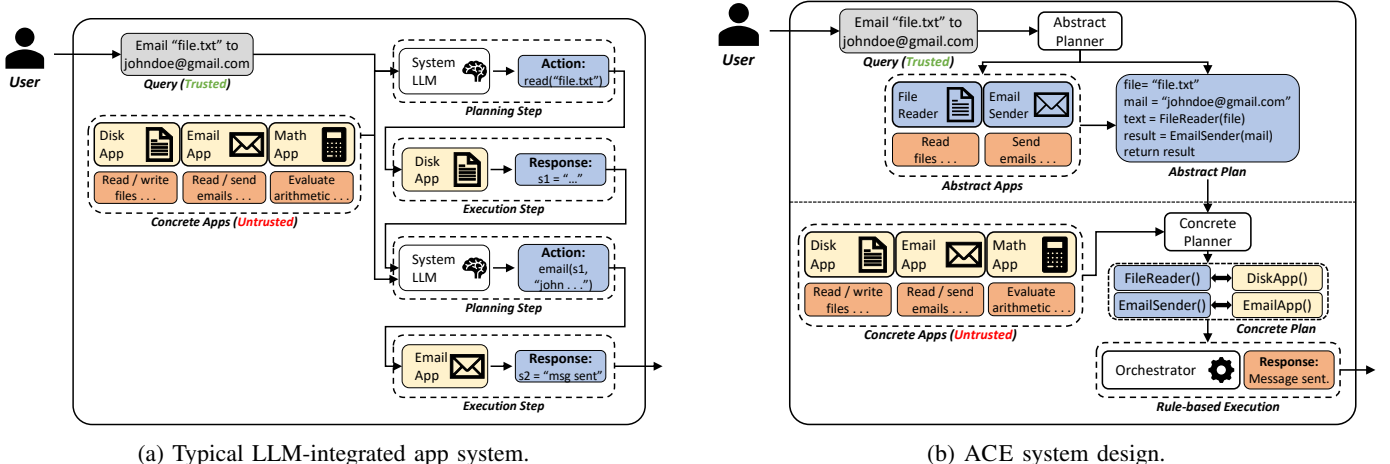 User
Email “file.txt” to
johndoe@gmail.com
Query (Trusted)
Disk
App
Email
App
Math
App
Read / write
files . . .
Read / send
emails . . .
Evaluate
arithmetic . . .
Concrete Apps (Untrusted)
System
LLM
Action:
read(“file.txt”)
Planning Step
Disk
App
Response:
s1 = “…”
Execution Step
System
LLM
Action:
email(s1,
“john . . .”)
Planning Step
Email
App
Response:
s2 = “msg sent”
Execution Step
(a) Typical LLM-integrated app system.
User
Email “file.txt” to
johndoe@gmail.com
Query (Trusted)
Abstract
Planner
File
Reader
Email
Sender
Read
files . . .
Send
emails . . .
Abstract Apps
file= “file.txt”
mail = “johndoe@gmail.com”
text = FileReader(file)
result = EmailSender(mail)
return result
Abstract Plan
Disk
App
Email
App
Math
App
Read / write
files . . .
Read / send
emails . . .
Evaluate
arithmetic . . .
Concrete Apps (Untrusted)
Concrete
Planner
FileReader()
DiskApp()
EmailSender()
EmailApp()
Concrete Plan
Orchestrator
Response:
Message sent.
Rule-based Execution
(b) ACE system design.